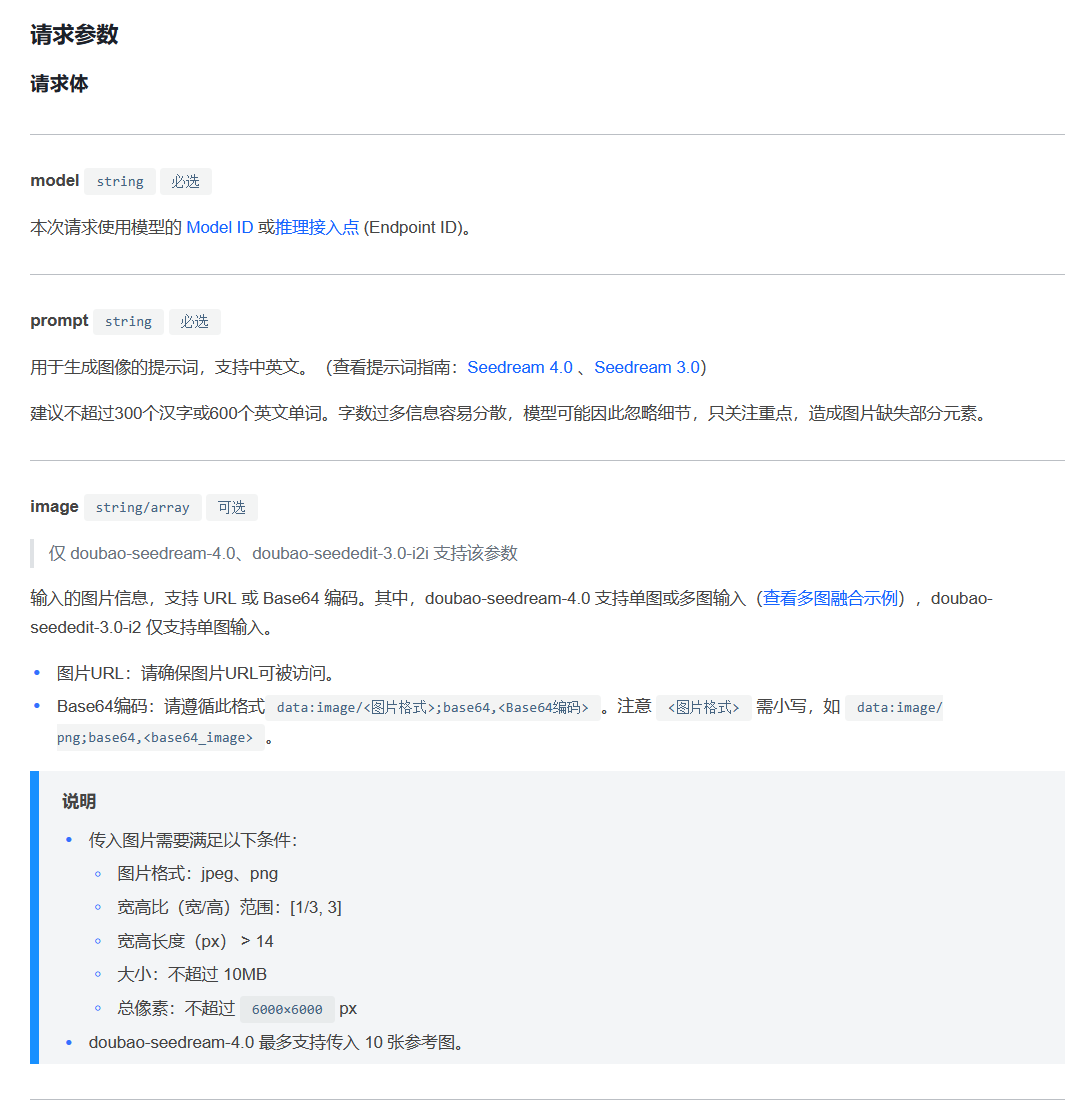 请求参数
请求体
model string 必选
本次请求使用模型的 Model ID 或推理接入点 (Endpoint ID)。
prompt string 必选
用于生成图像的提示词，支持中英文。（查看提示词指南：Seedream 4.0 、Seedream 3.0）
建议不超过300个汉字或600个英文单词。字数过多信息容易分散，模型可能因此忽略细节，只关注重点，造成图片缺失部分元素。
image string/array 可选
仅 doubao-seedream-4.0、doubao-seededit-3.0-i2i 支持该参数
输入的图片信息，支持 URL 或 Base64 编码。其中，doubao-seedream-4.0 支持单图或多图输入（查看多图融合示例），doubao-
seededit-3.0-i2 仅支持单图输入。
• 图片URL：请确保图片URL可被访问。
• Base64编码：请遵循此格式 data:image/<图片格式>;base64,<Base64编码> 。注意 <图片格式> 需小写，如 data:image/
png;base64,<base64_image> 。
说明
• 传入图片需要满足以下条件：
◦ 图片格式：jpeg、png
◦ 宽高比（宽/高）范围：[1/3, 3]
◦ 宽高长度（px） > 14
◦ 大小：不超过 10MB
◦ 总像素：不超过 6000×6000 px
• doubao-seedream-4.0 最多支持传入 10 张参考图。